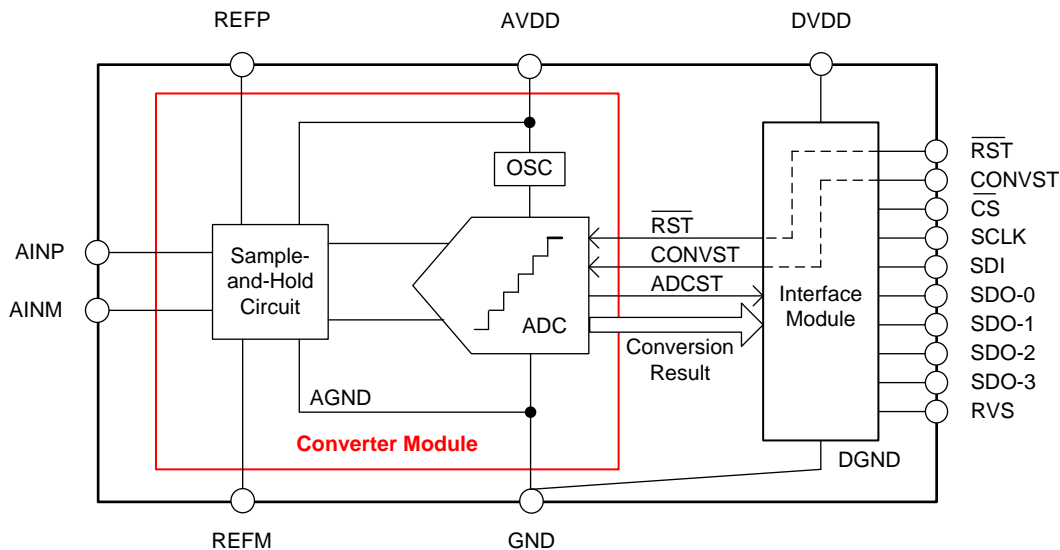 REFP
AVDD
DVDD
OSC
RST
CONVST
CS
SCLK
SDI
SDO-0
SDO-1
SDO-2
SDO-3
RVS
AINP
AINM
Sample-
and-Hold
Circuit
ADC
RST
CONVST
ADCST
Conversion
Result
Interface
Module
AGND
Converter Module
DGND
REFM
GND